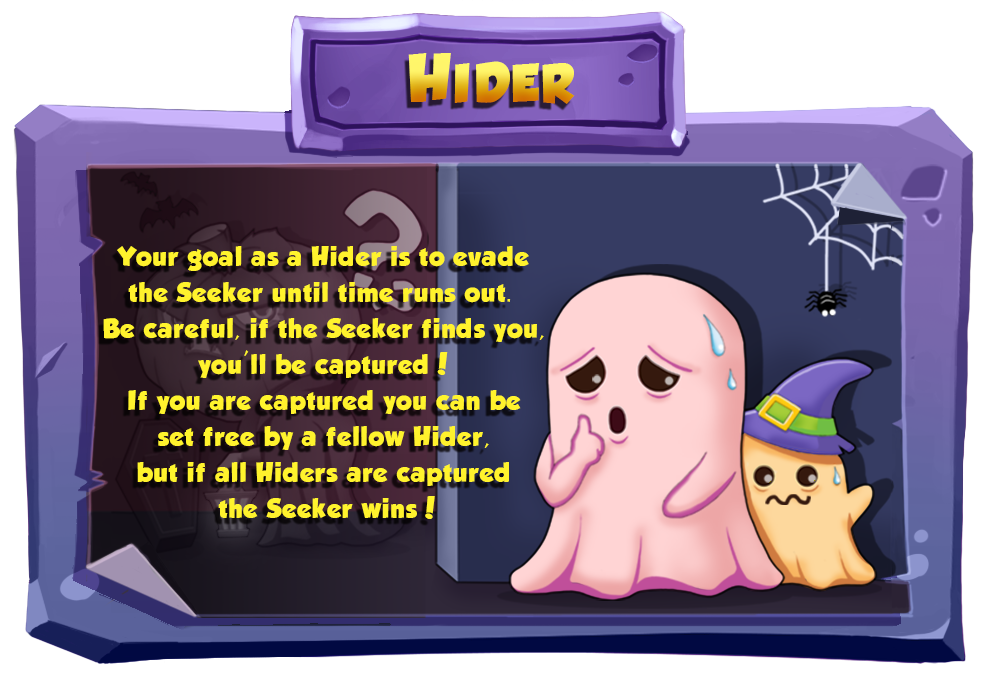 Hider
Your goal as a Hider is to evade
the Seeker until time runs out.
Be careful, if the Seeker finds you,
you'll be captured!
If you are captured you can be
set free by a fellow Hider,
but if all Hiders are captured
the Seeker wins!
?